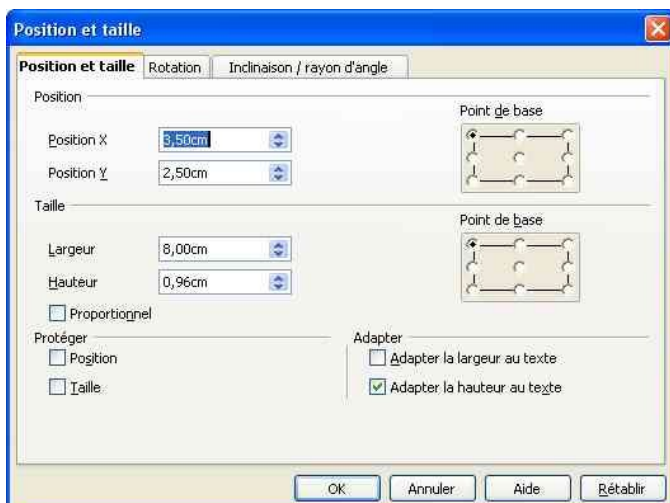 Position et taille
Position et taille Rotation Inclinaison / rayon d'angle
Position
Point de base
Position X 3,50cm
Position Y 2,50cm
Taille
Point de base
Largeur 8,00cm
Hauteur 0,96cm
Proportionnel
Protéger Adapter
Position Adapter la largeur au texte
Taille Adapter la hauteur au texte
OK Annuler Aide Rétablir